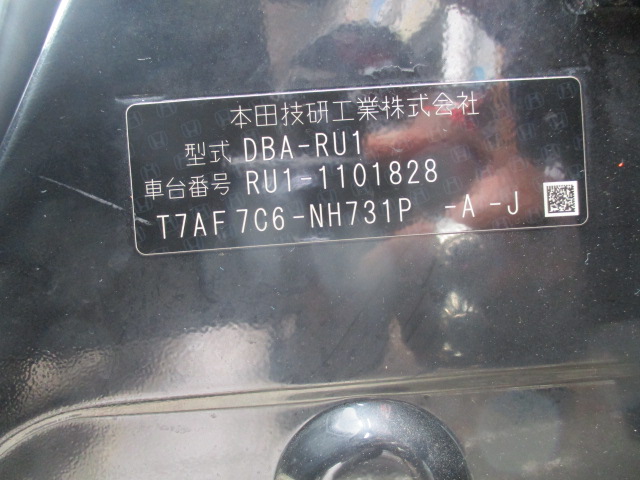 本田技研工業株式会社
型式 DBA-RU1
車台番号 RU1-1101828
T7AF 7C6-NH731P -A -J